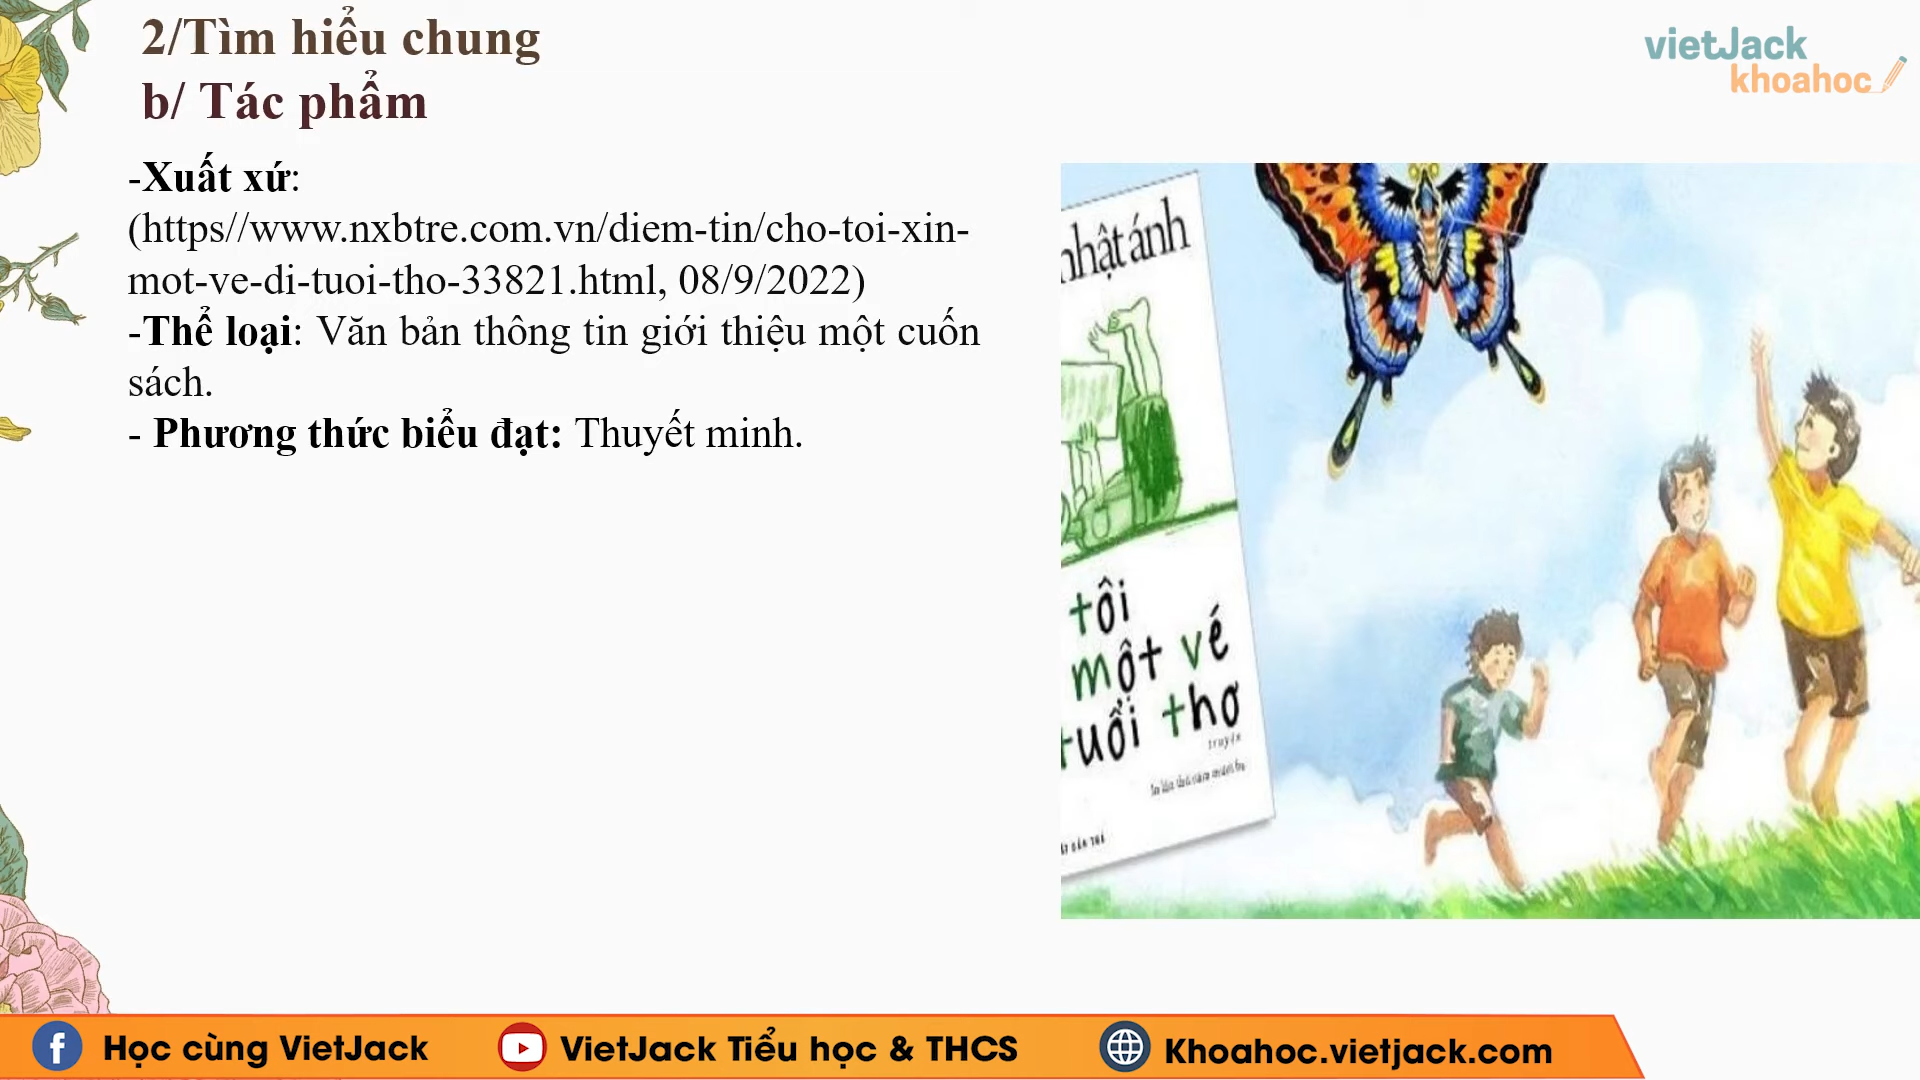 2/Tìm hiểu chung
b/ Tác phẩm
vietJack
khoahoc
-Xuất xứ:
(https//www.nxbtre.com.vn/diem-tin/cho-toi-xin-
mot-ve-di-tuoi-tho-33821.html, 08/9/2022)
-Thể loại: Văn bản thông tin giới thiệu một cuốn
sách.
- Phương thức biểu đạt: Thuyết minh.
nhật ánh
tôi
một vé
tuổi thơ
truyện
Học cùng VietJack
VietJack Tiểu học & THCS
Khoahoc.vietjack.com